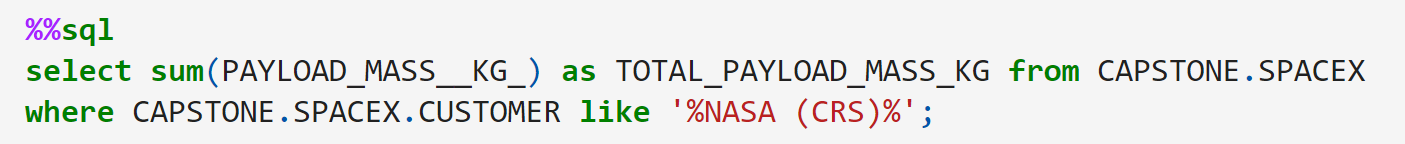 %%sql
select sum(PAYLOAD_MASS__KG_) as TOTAL_PAYLOAD_MASS_KG from CAPSTONE.SPACEX
where CAPSTONE.SPACEX.CUSTOMER like '%NASA (CRS)%';